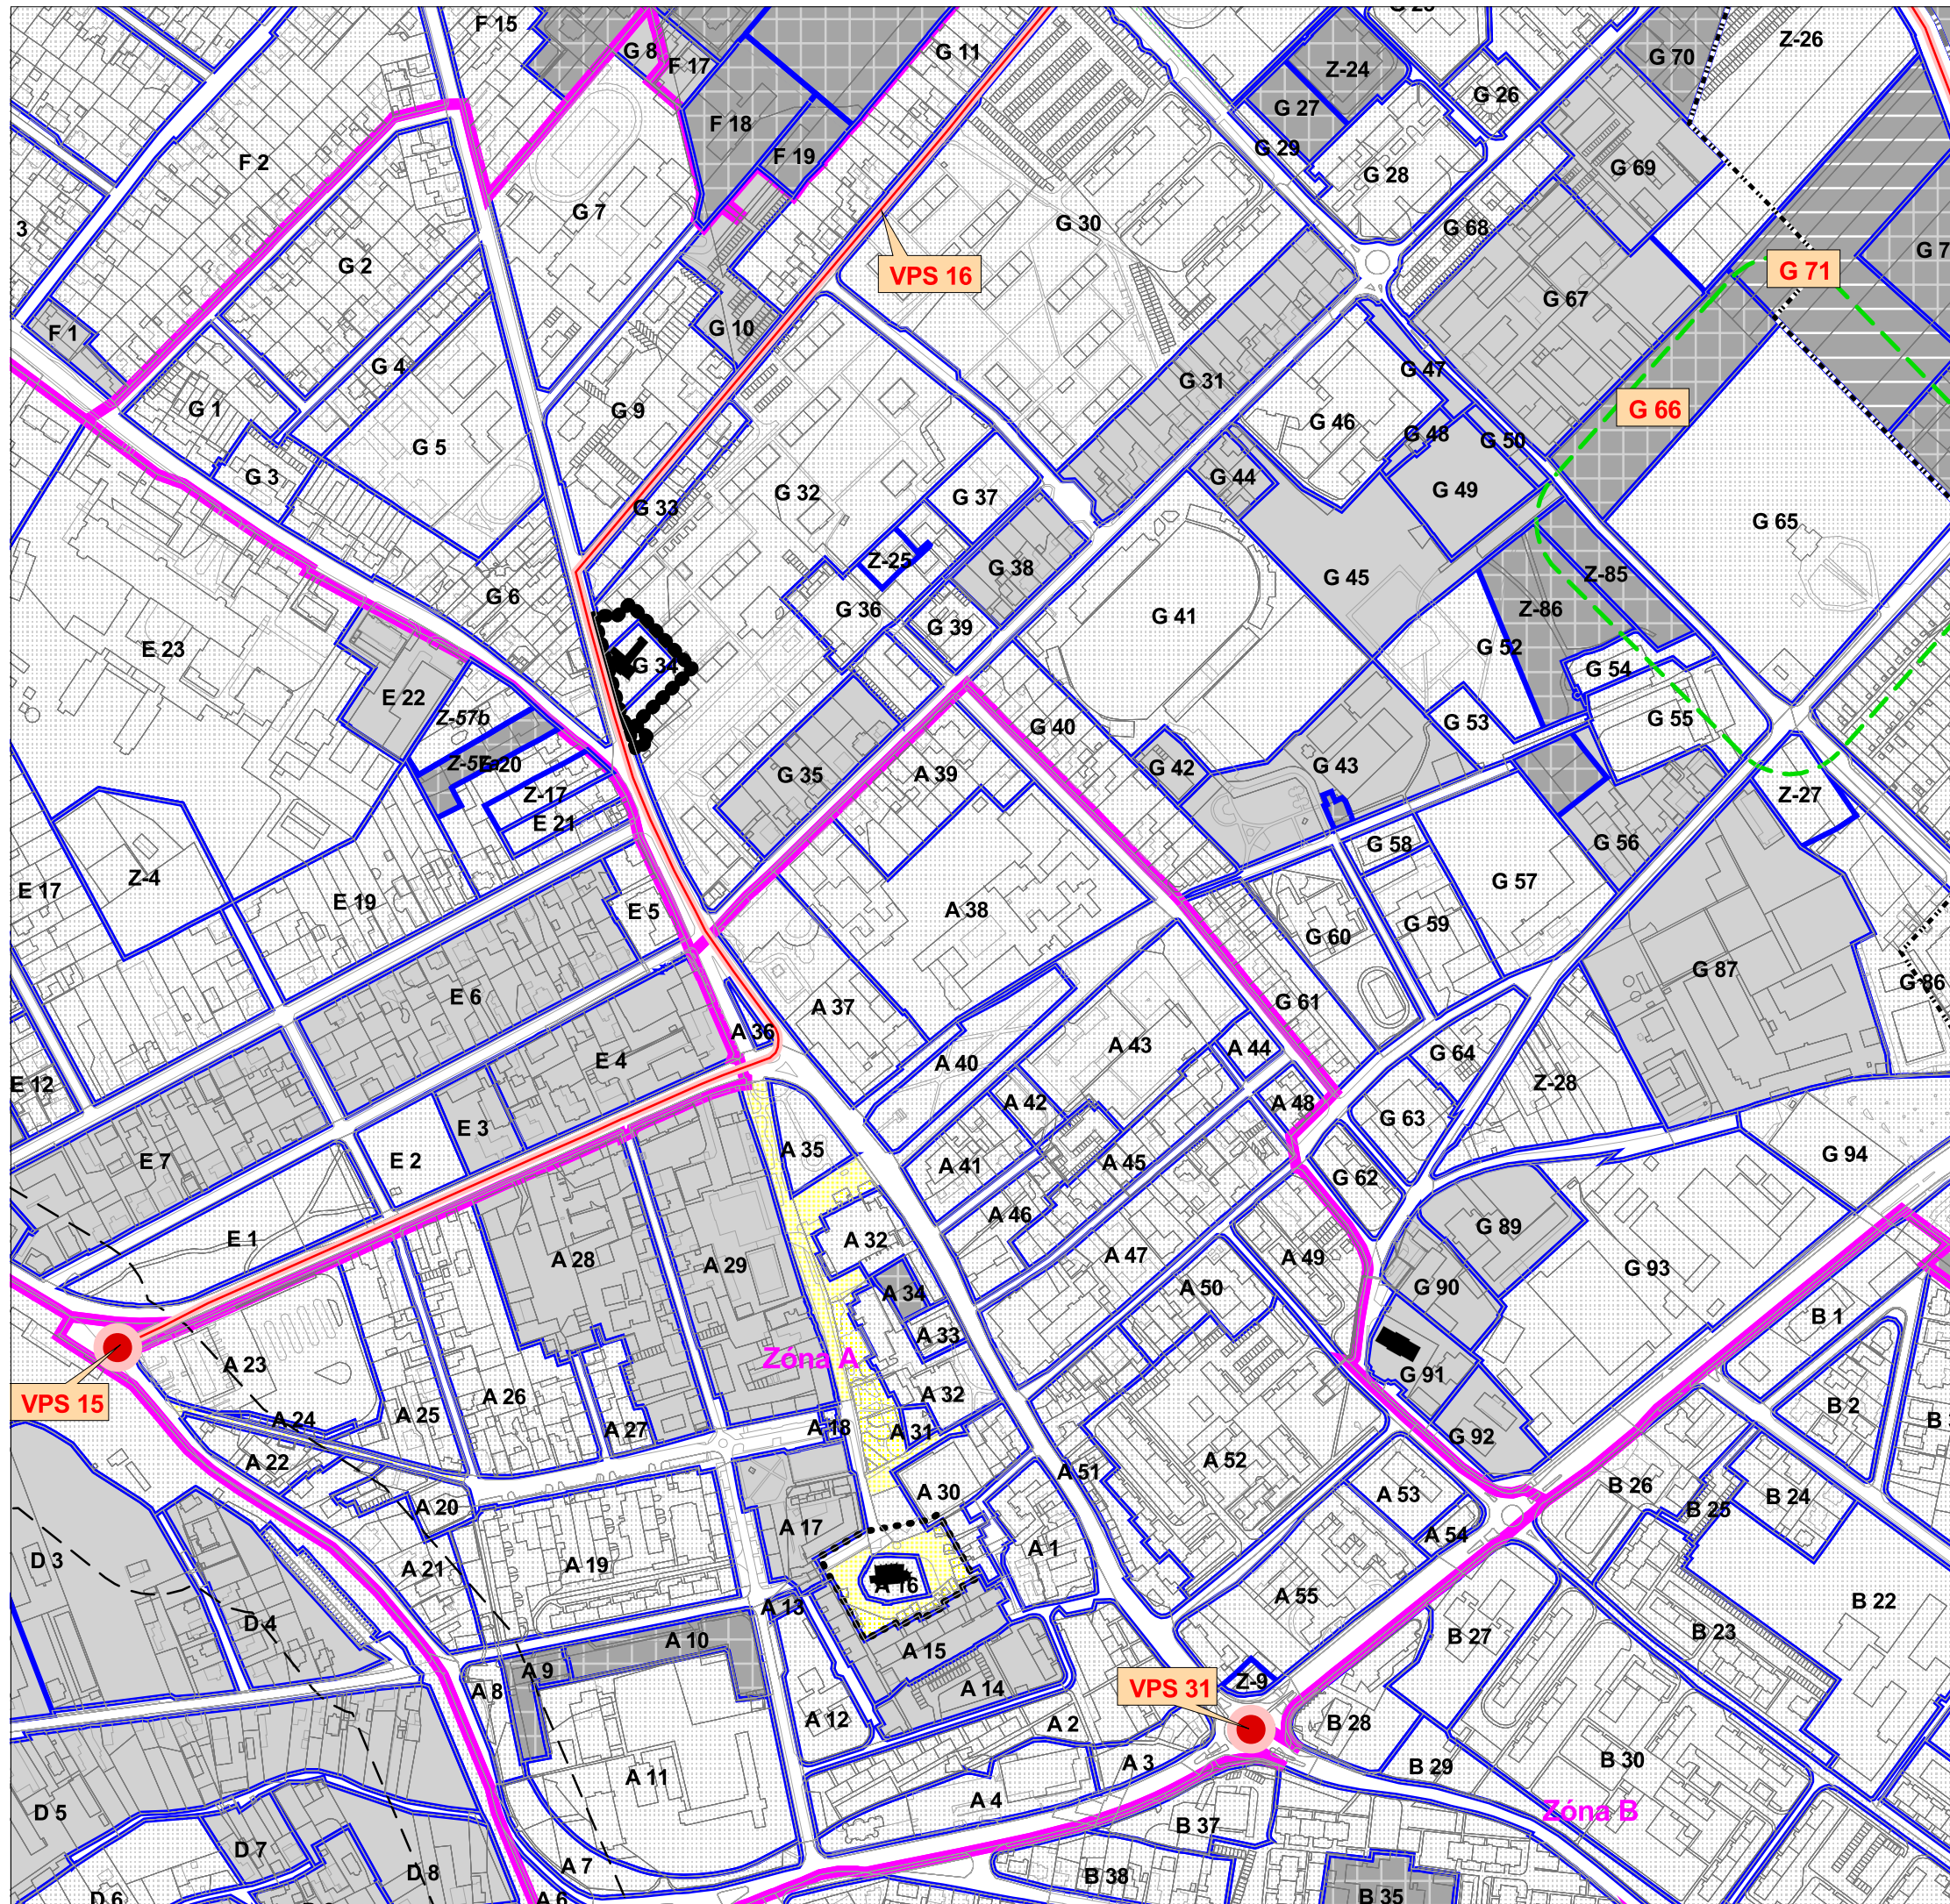 F 15
G 8
F 17
G 11
G 70
Z-26
Z-24
G 26
G 27
F 18
F 19
G 29
G 28
G 69
F 2
G 7
G 30
G 68
3
G 2
VPS 16
G 71
G 7
G 67
F 1
G 10
G 4
G 31
G 47
G 66
G 1
G 9
G 46
G 48
G 50
G 5
G 3
G 44
G 49
G 32
G 37
G 33
G 65
Z-25
G 38
G 45
Z-85
G 6
G 36
Z-86
G 39
G 41
E 23
G 52
G 34
G 54
E 22
Z-57b
G 40
G 53
G 55
E 20
G 35
A 39
G 42
G 43
Z-17
Z-27
E 21
G 58
G 56
Z-4
E 17
E 19
G 57
E 5
A 38
G 60
G 59
E 6
G 87
G 86
A 37
G 61
A 36
E 4
A 40
A 43
A 44
G 64
E 12
Z-28
A 42
A 48
G 63
E 3
E 7
E 2
A 35
A 41
A 45
G 94
G 62
A 46
G 89
E 1
A 32
A 47
A 28
A 29
A 49
G 93
A 50
G 90
A 34
B 1
A 33
Zóna A
A 23
G 91
VPS 15
A 26
A 32
A 25
B 2
A 24
A 27
A 18
A 31
G 92
A 22
A 52
A 51
B 26
A 30
A 53
B 24
A 20
B 25
A 17
A 54
A 1
D 3
A 21
A 19
A 16
A 55
B 22
A 13
D 4
B 23
B 27
A 10
A 15
A 9
Z-9
A 8
A 14
VPS 31
A 12
A 2
B 28
A 3
B 29
B 30
A 11
A 4
Zóna B
D 5
B 37
D 7
D 8
A 7
B 38
B 35
D 6
A 6